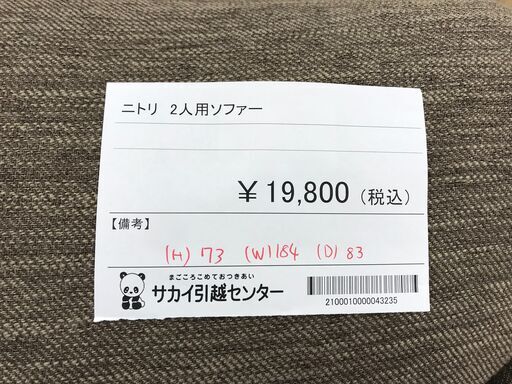 ニトリ 2人用ソファー
￥19,800（税込）
【備考】
(H) 73 (W)184 (D) 83
まごころこめておつきあい
サカイ引越センター
2100010000043235